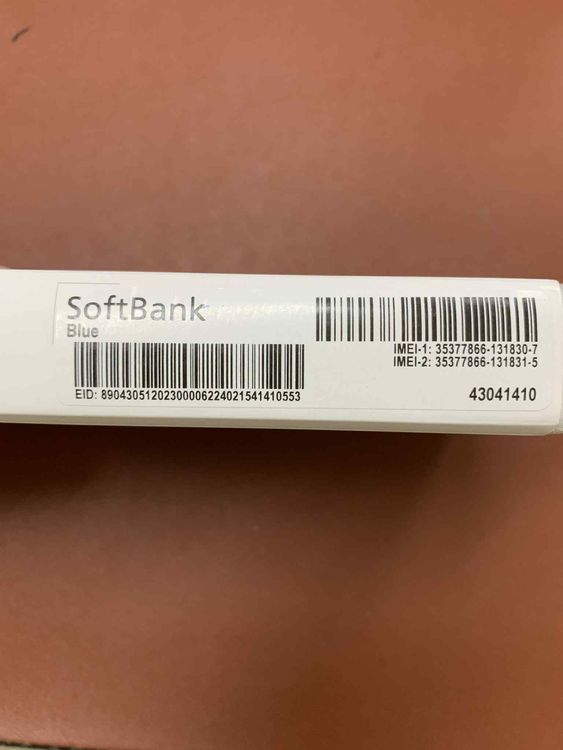 SoftBank
Blue
EID: 89043051202300006224021541410553
IMEI-1: 35377866-131830-7
IMEI-2: 35377866-131831-5
43041410